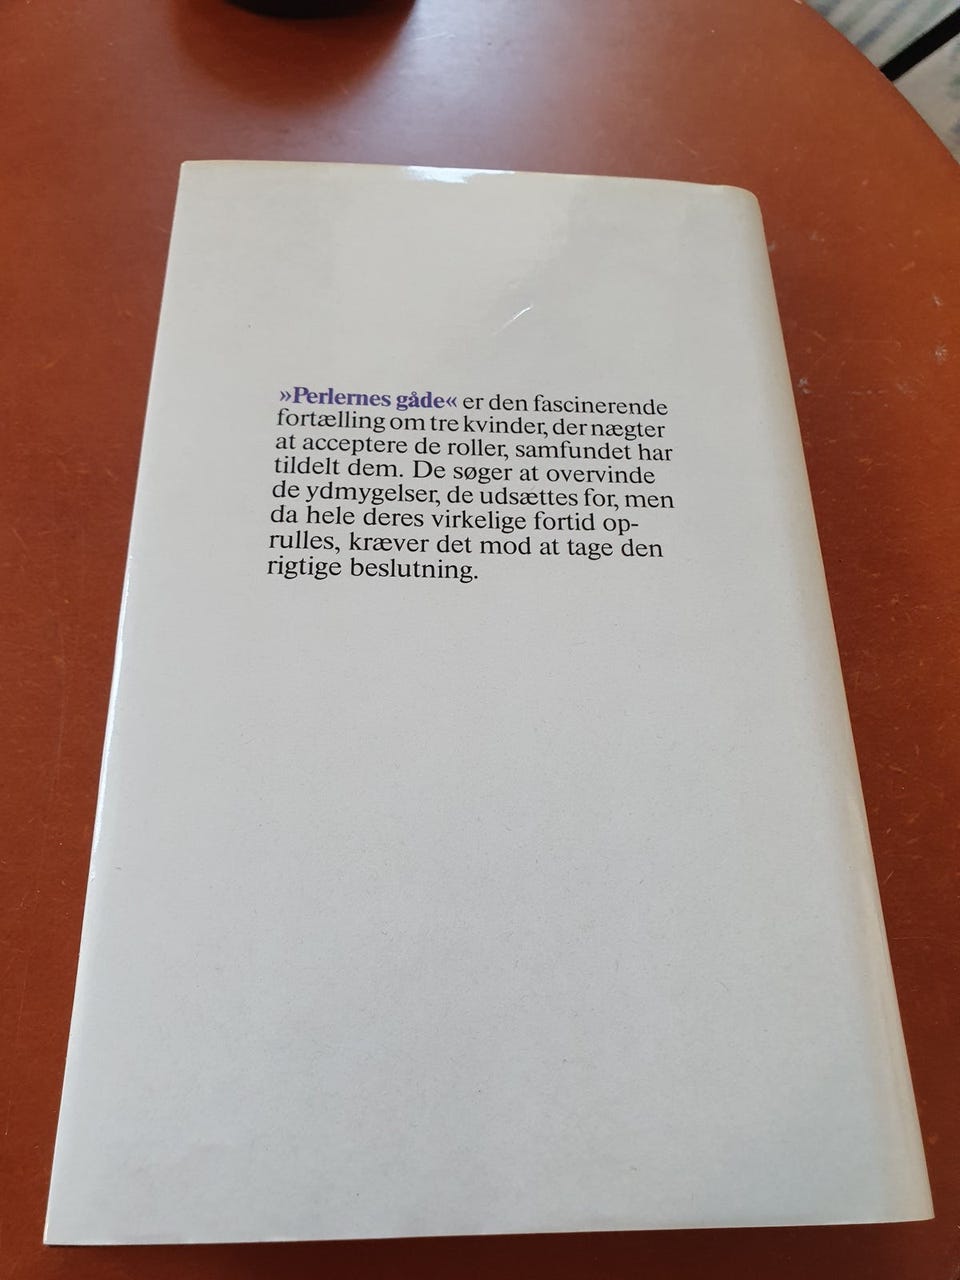 »Perlernes gåde« er den fascinerende
fortælling om tre kvinder, der nægter
at acceptere de roller, samfundet har
tildelt dem. De søger at overvinde
de ydmygelser, de udsættes for, men
da hele deres virkelige fortid op-
rulles, kræver det mod at tage den
rigtige beslutning.